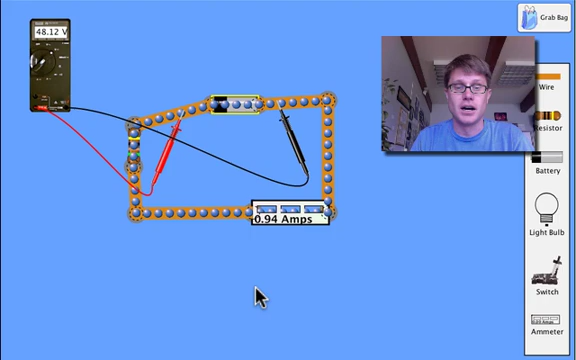 48.12 V
Grab Bag
Wire
Resistor
Battery
Light Bulb
Switch
Ammeter
0.94 Amps